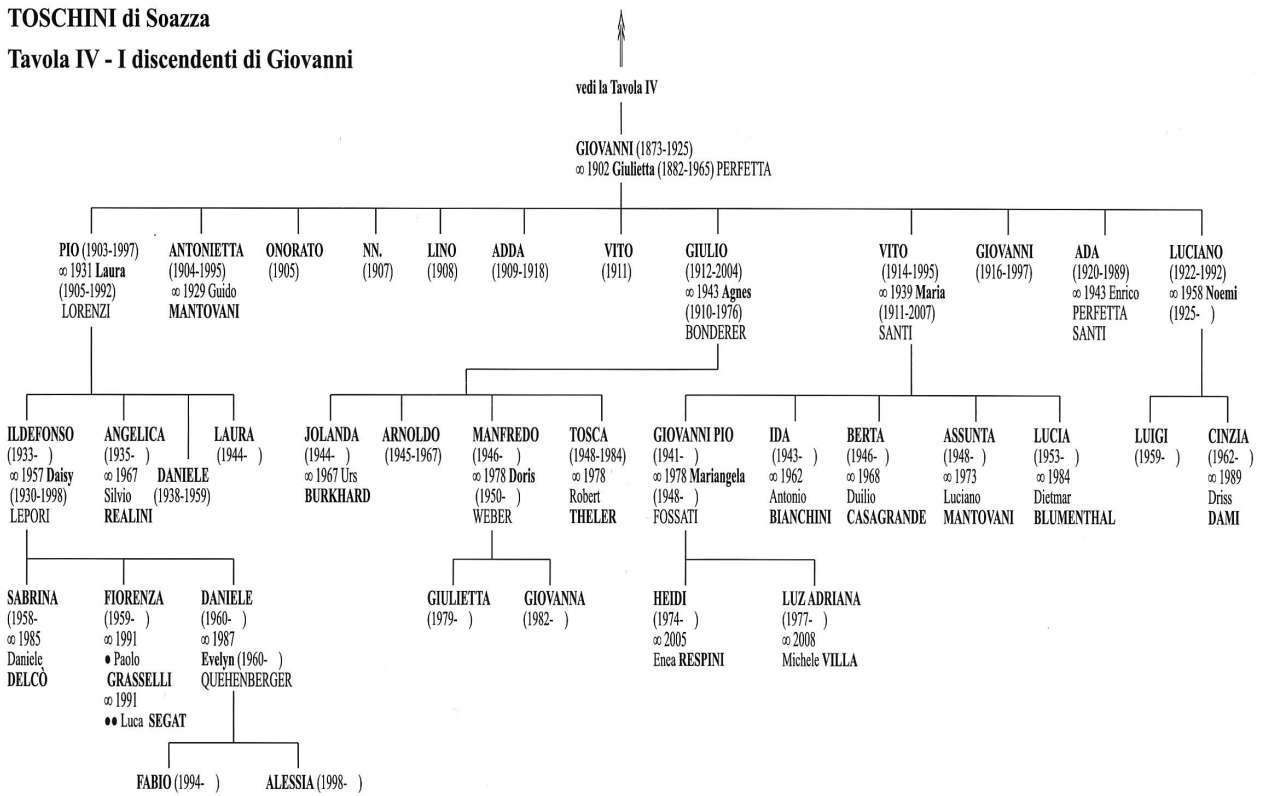 TOSCHINI di Soazza
Tavola IV - I discendenti di Giovanni
vedi la Tavola IV
GIOVANNI (1873-1925)
∞ 1902 Giulietta (1882-1965) PERFETTA
PIO (1903-1997)
∞ 1931 Laura
(1905-1992)
LORENZI
ANTONIETTA
(1904-1995)
∞ 1929 Guido
MANTOVANI
ONORATO
(1905)
NN.
(1907)
LINO
(1908)
ADDA
(1909-1918)
VITO
(1911)
GIULIO
(1912-2004)
∞ 1943 Agnes
(1910-1976)
BONDERER
VITO
(1914-1995)
∞ 1939 Maria
(1911-2007)
SANTI
GIOVANNI
(1916-1997)
ADA
(1920-1989)
∞ 1943 Enrico
PERFETTA
SANTI
LUCIANO
(1922-1992)
∞ 1958 Noemi
(1925- )
ILDEFONSO
(1933- )
∞ 1957 Daisy
(1930-1998)
LEPORI
ANGELICA
(1935- )
∞ 1967
Silvio
REALINI
DANIELE
(1938-1959)
LAURA
(1944- )
JOLANDA
(1944- )
∞ 1967 Urs
BURKHARD
ARNOLDO
(1945-1967)
MANFREDO
(1946- )
∞ 1978 Doris
(1950- )
WEBER
TOSCA
(1948-1984)
∞ 1978
Robert
THELER
GIOVANNI PIO
(1941- )
∞ 1978 Mariangela
(1948- )
FOSSATI
IDA
(1943- )
∞ 1962
Antonio
BIANCHINI
BERTA
(1946- )
∞ 1968
Duilio
CASAGRANDE
ASSUNTA
(1948- )
∞ 1973
Luciano
MANTOVANI
LUCIA
(1953- )
∞ 1984
Dietmar
BLUMENTHAL
LUIGI
(1959- )
CINZIA
(1962- )
∞ 1989
Driss
DAMI
SABRINA
(1958- )
∞ 1985
Daniele
DELCÒ
FIORENZA
(1959- )
∞ 1991
• Paolo
GRASSELLI
∞ 1991
•• Luca SEGAT
DANIELE
(1960- )
∞ 1987
Evelyn (1960- )
QUEHENBERGER
GIULIETTA
(1979- )
GIOVANNA
(1982- )
HEIDI
(1974- )
∞ 2005
Enea RESPINI
LUZ ADRIANA
(1977- )
∞ 2008
Michele VILLA
FABIO (1994- )
ALESSIA (1998- )